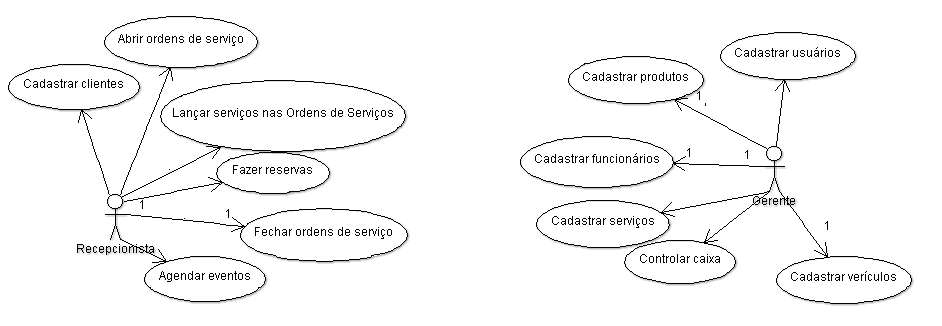 Abrir ordens de serviço
Cadastrar clientes
Lançar serviços nas Ordens de Serviços
Fazer reservas
1
1
Fechar ordens de serviço
Recepcionista
Agendar eventos
Cadastrar usuários
Cadastrar produtos
1,
Cadastrar funcionários
1
1
Gerente
Cadastrar serviços
1
Controlar caixa
Cadastrar verículos